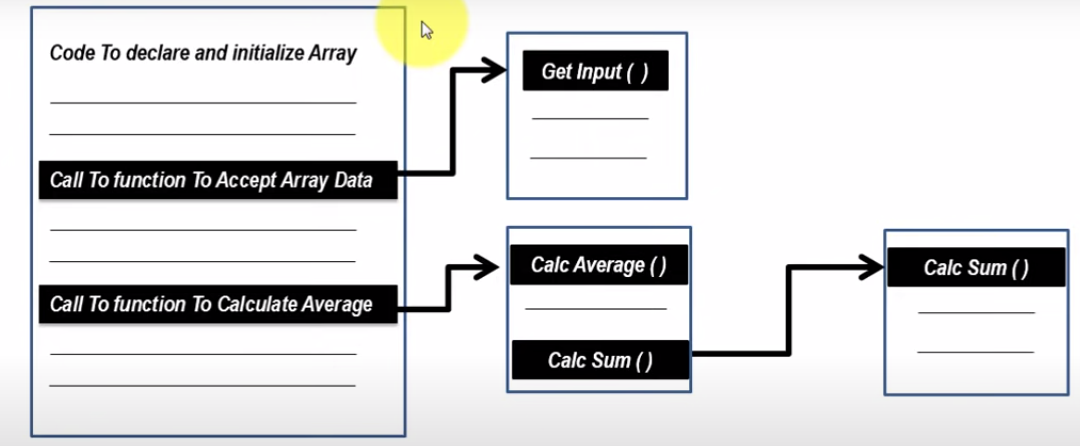 Code To declare and initialize Array
Call To function To Accept Array Data
Call To function To Calculate Average
Get Input ( )
Calc Average ( )
Calc Sum ( )
Calc Sum ( )